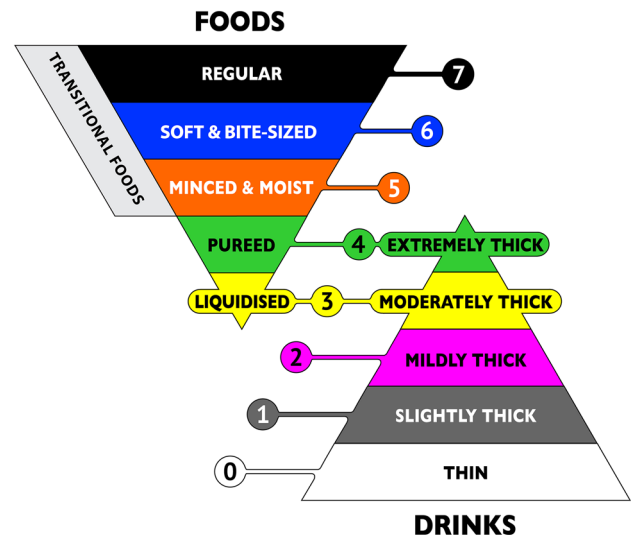 FOODS
TRANSITIONAL FOODS
REGULAR
7
SOFT & BITE-SIZED
6
MINCED & MOIST
5
PUREED
4
EXTREMELY THICK
LIQUIDISED
3
MODERATELY THICK
2
MILDLY THICK
1
SLIGHTLY THICK
0
THIN
DRINKS